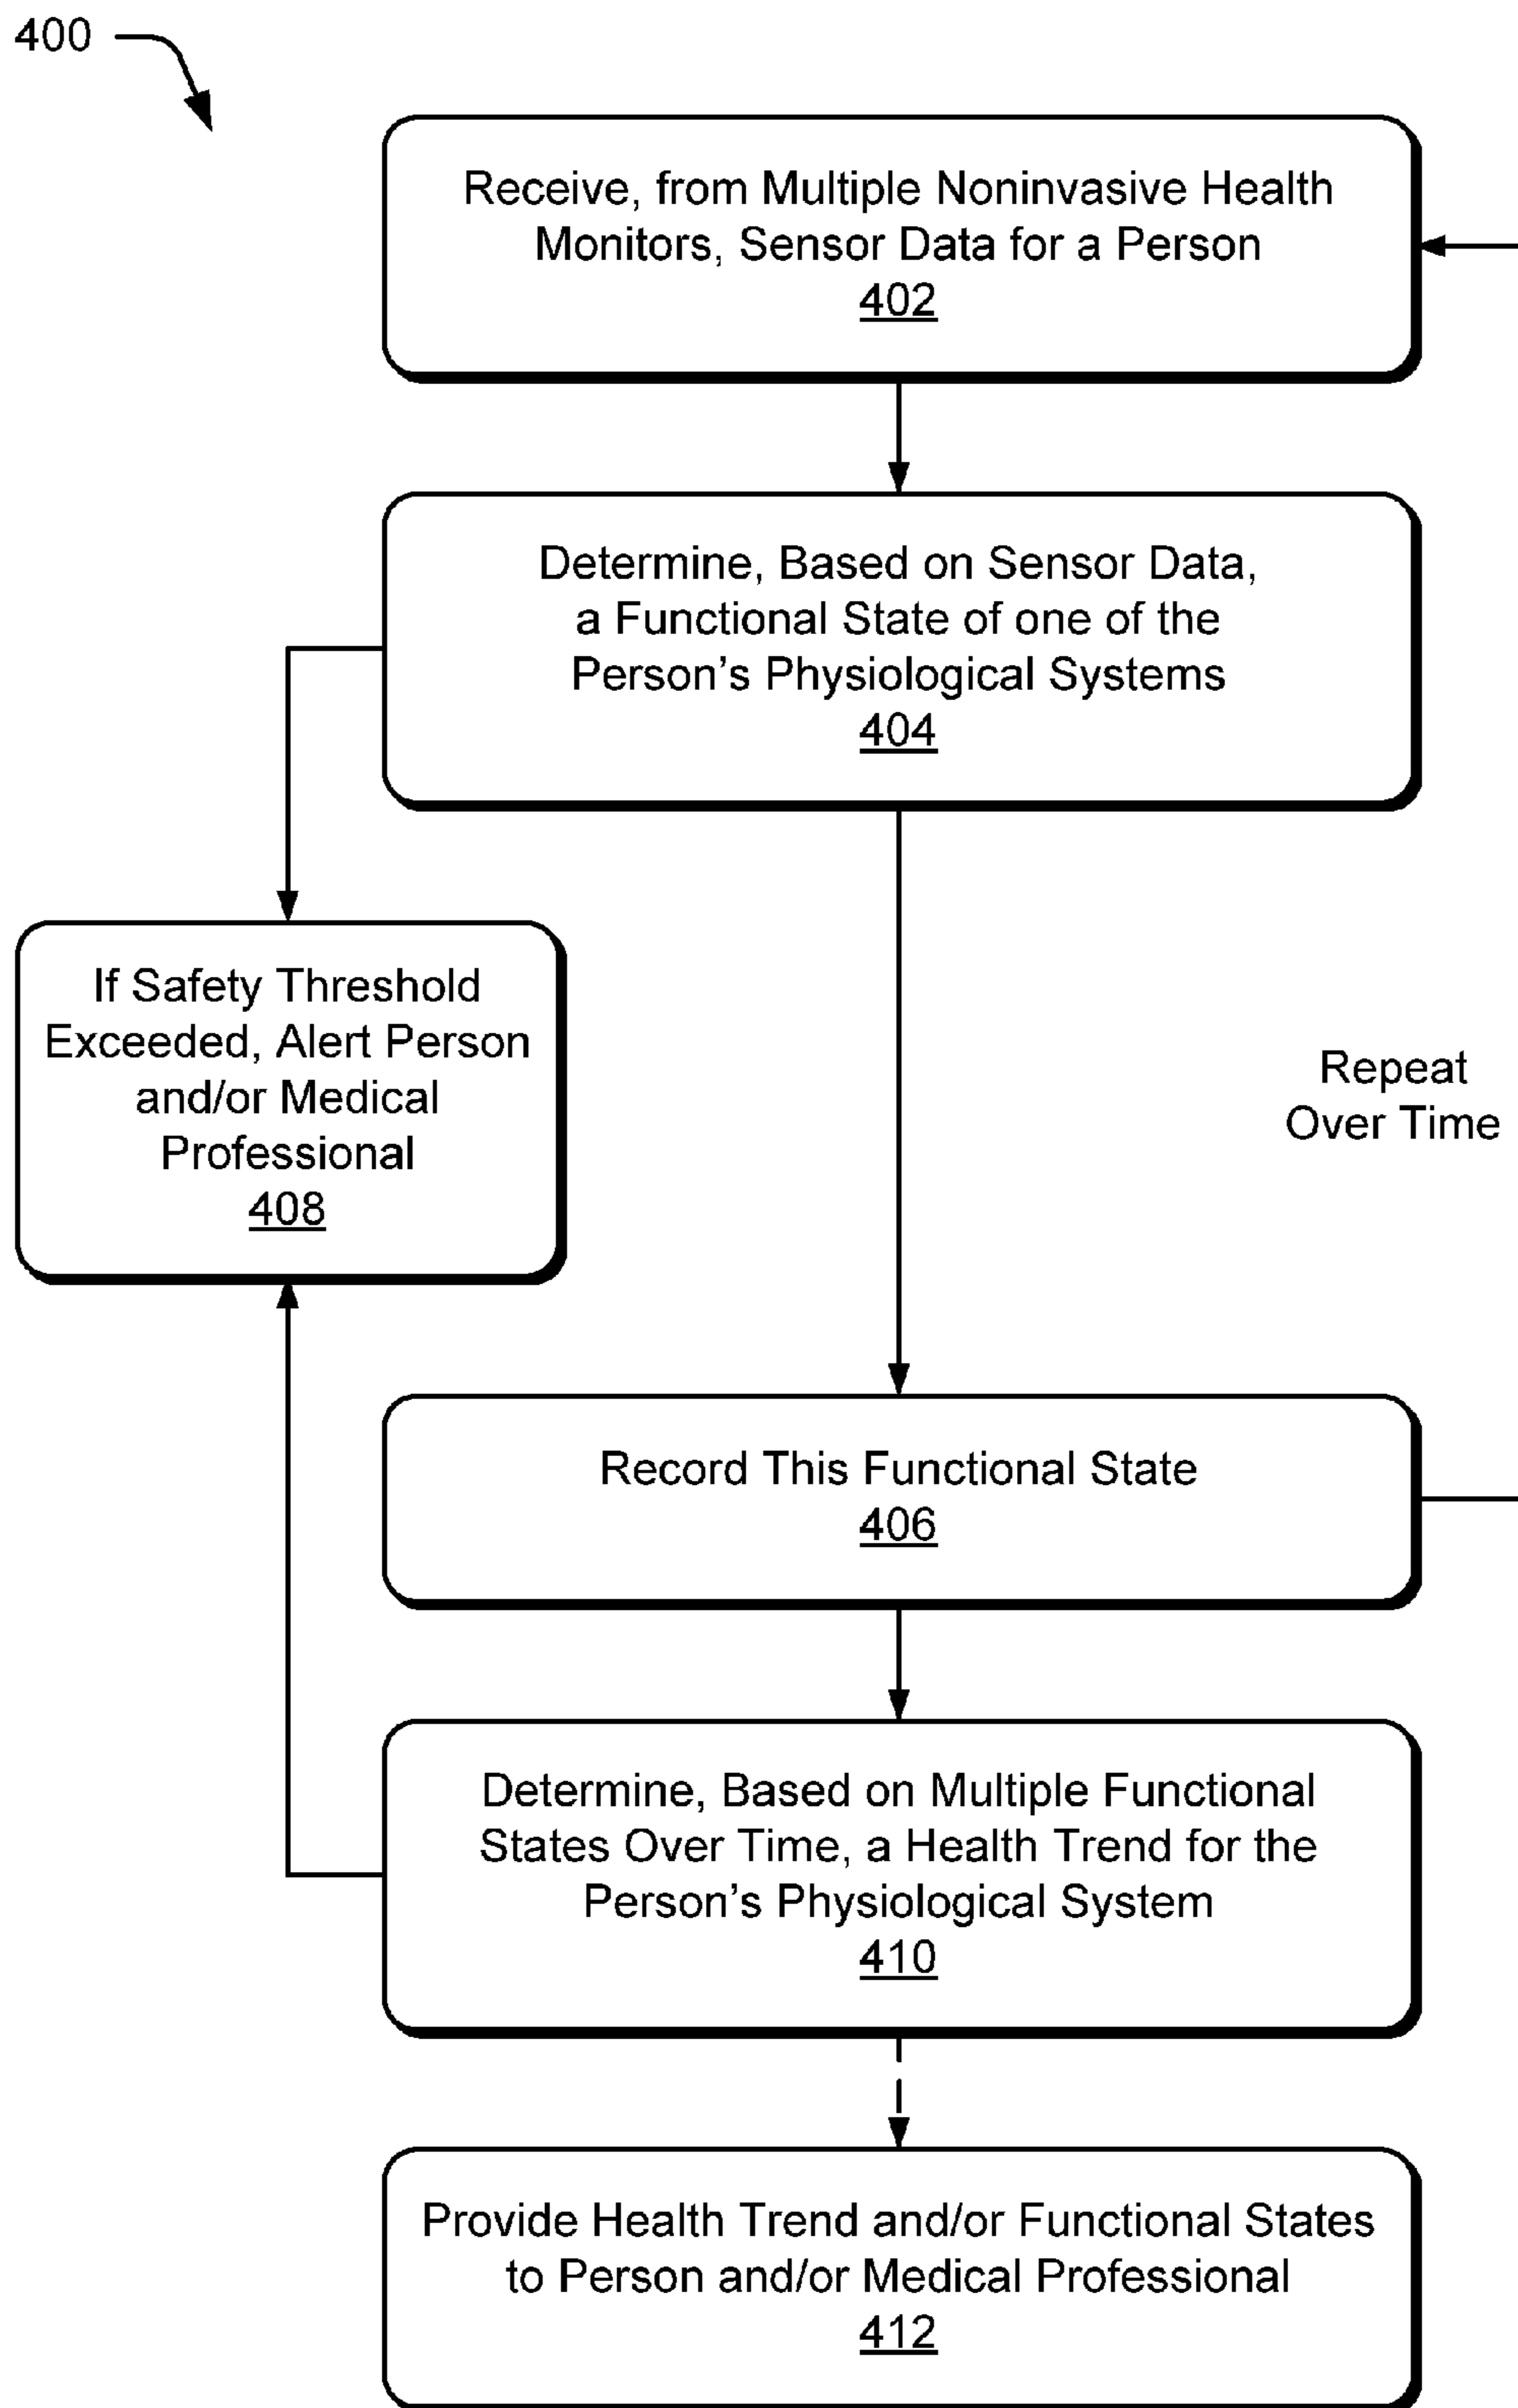 400
Receive, from Multiple Noninvasive Health
Monitors, Sensor Data for a Person
402
Determine, Based on Sensor Data,
a Functional State of one of the
Person's Physiological Systems
404
If Safety Threshold
Exceeded, Alert Person
and/or Medical
Professional
408
Repeat
Over Time
Record This Functional State
406
Determine, Based on Multiple Functional
States Over Time, a Health Trend for the
Person's Physiological System
410
Provide Health Trend and/or Functional States
to Person and/or Medical Professional
412